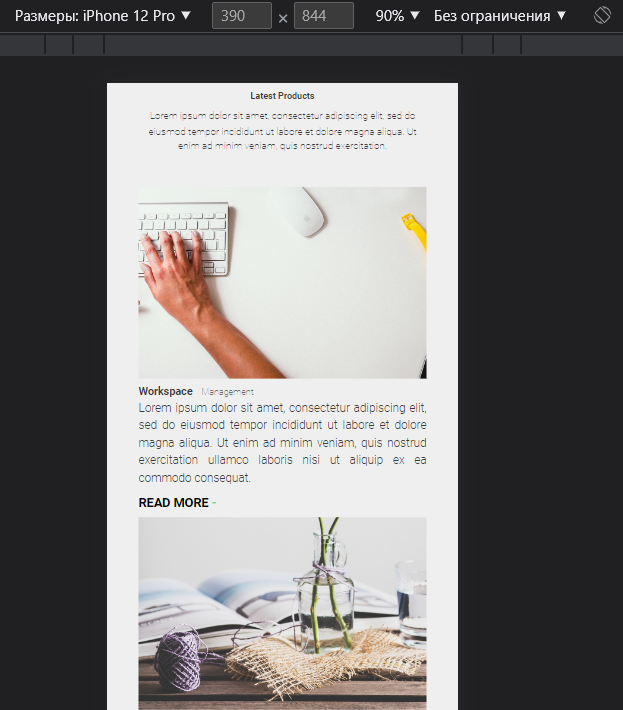 Размеры: iPhone 12 Pro ▼ 390 × 844 90% ▼ Без ограничения ▼
Latest Products
Lorem ipsum dolor sit amet, consectetur adipiscing elit, sed do
eiusmod tempor incididunt ut labore et dolore magna aliqua. Ut
enim ad minim veniam, quis nostrud exercitation.
Workspace Management
Lorem ipsum dolor sit amet, consectetur adipiscing elit,
sed do eiusmod tempor incididunt ut labore et dolore
magna aliqua. Ut enim ad minim veniam, quis nostrud
exercitation ullamco laboris nisi ut aliquip ex ea
commodo consequat.
READ MORE -